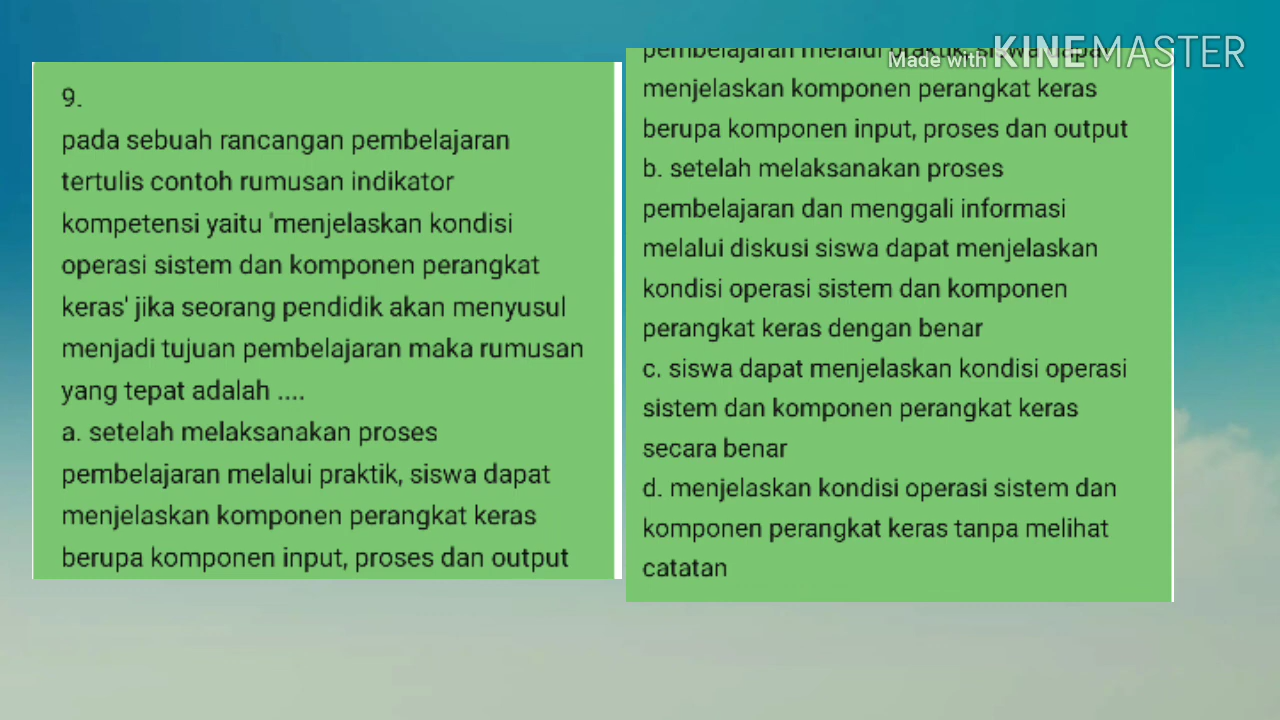 9.
pada sebuah rancangan pembelajaran
tertulis contoh rumusan indikator
kompetensi yaitu 'menjelaskan kondisi
operasi sistem dan komponen perangkat
keras' jika seorang pendidik akan menyusul
menjadi tujuan pembelajaran maka rumusan
yang tepat adalah ....
a. setelah melaksanakan proses
pembelajaran melalui praktik, siswa dapat
menjelaskan komponen perangkat keras
berupa komponen input, proses dan output
Made with KINEMASTER
pembelajaran melalui praktik, siswa dapat
menjelaskan komponen perangkat keras
berupa komponen input, proses dan output
b. setelah melaksanakan proses
pembelajaran dan menggali informasi
melalui diskusi siswa dapat menjelaskan
kondisi operasi sistem dan komponen
perangkat keras dengan benar
c. siswa dapat menjelaskan kondisi operasi
sistem dan komponen perangkat keras
secara benar
d. menjelaskan kondisi operasi sistem dan
komponen perangkat keras tanpa melihat
catatan